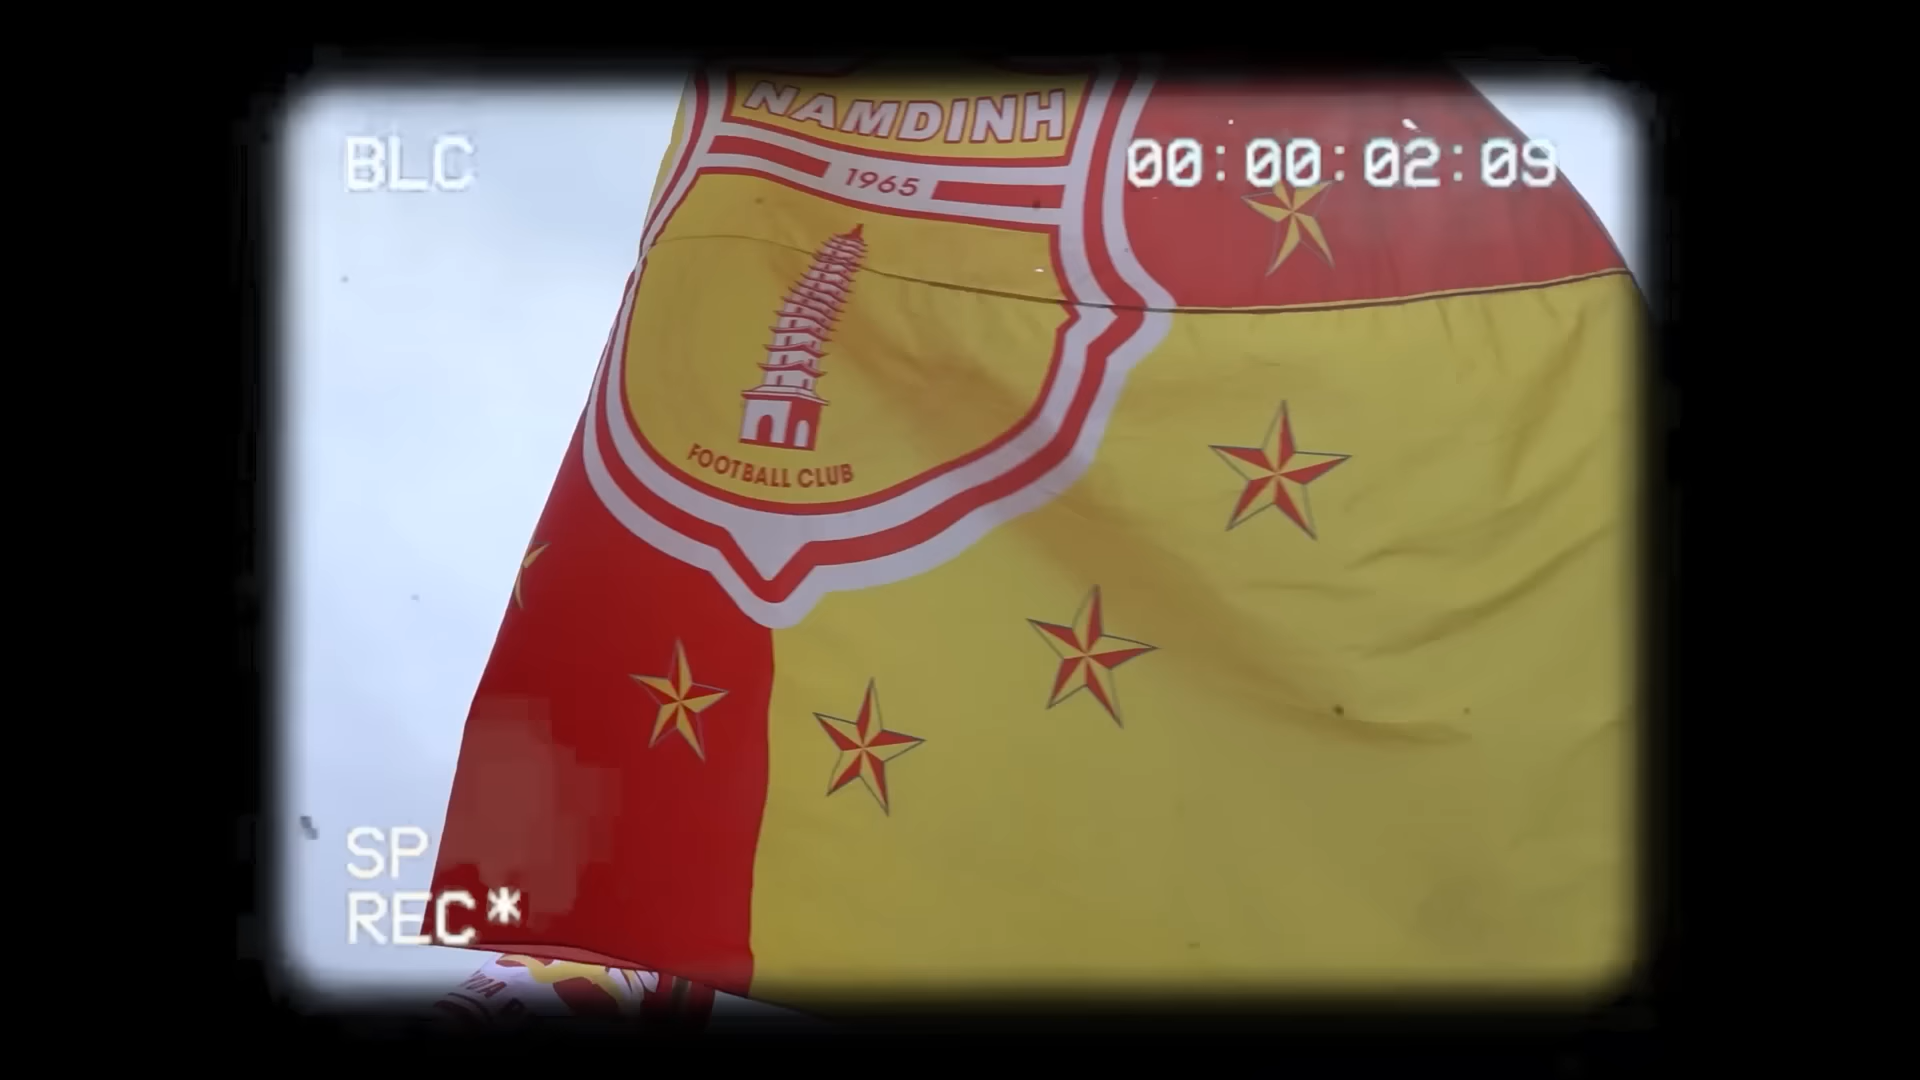 NAMDINH
BLC
00:00:02:09
1965
FOOTBALL CLUB
SP
REC*